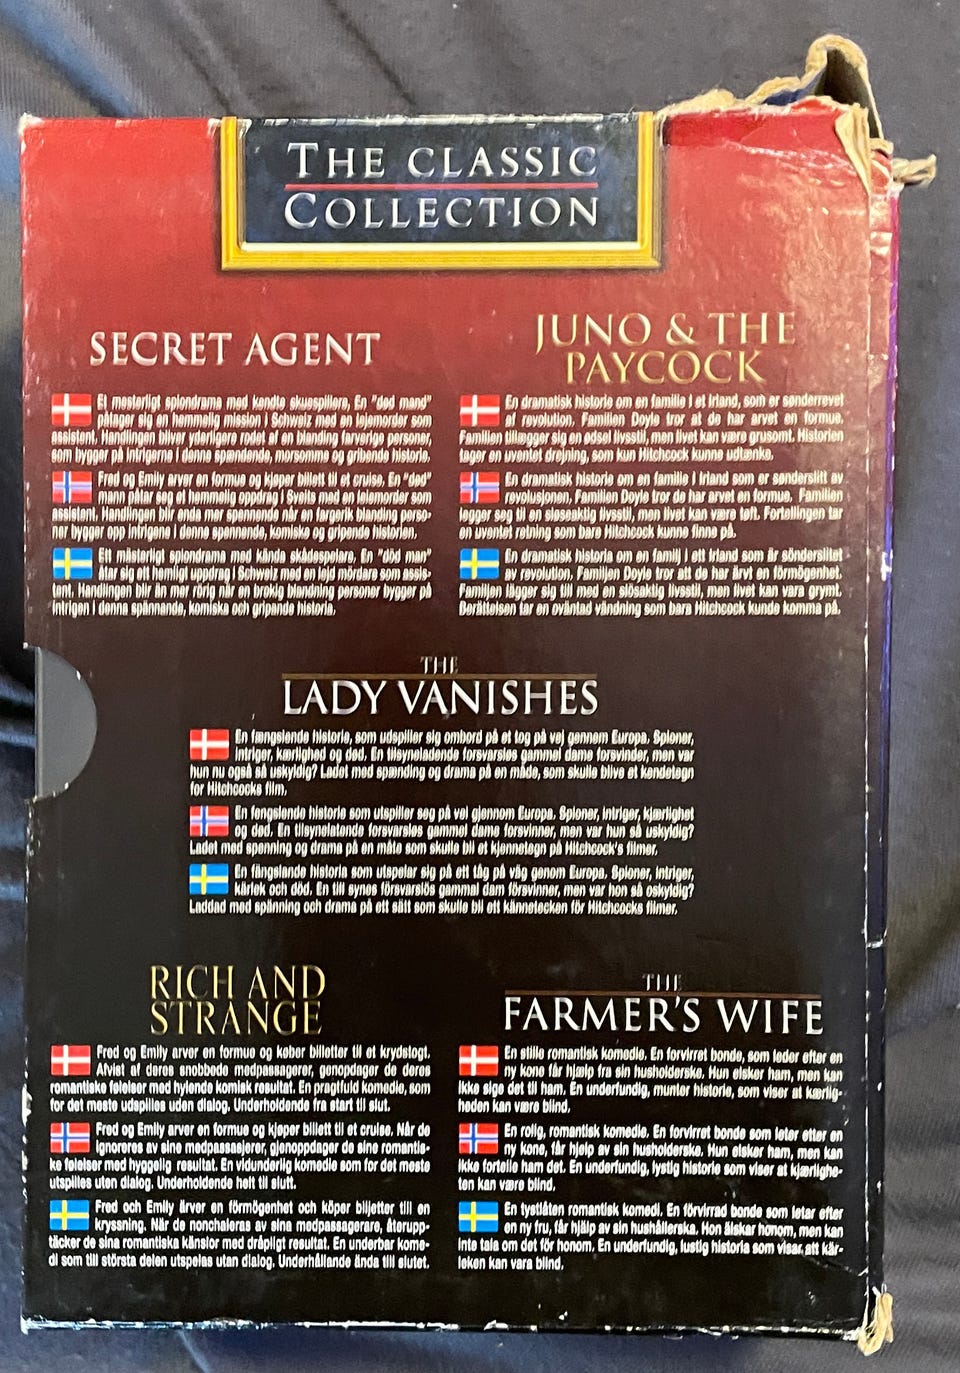 THE CLASSIC
COLLECTION
SECRET AGENT
Et mesterligt spiondrama med kendte skuespillere. En "død mand"
påtager sig en hemmelig mission i Schweiz med en lejemorder som
assistent. Handlingen bliver yderligere rodet af en blanding farverige personer,
som bygger på intrigerne i denne spændende, morsomme og gribende historie.
Fred og Emily arver en formue og kjøper billett til et cruise. En "død"
mann påtar seg et hemmelig oppdrag i Sveits med en leiemorder som
assistent. Handlingen blir enda mer spennende når en fargerik blanding perso-
ner bygger opp intrigene i denne spennende, komiske og gripende historien.
Ett mästerligt spiondrama med kända skådespelare. En "död man"
åtar sig ett hemligt uppdrag i Schweiz med en lejd mördare som assis-
tent. Handlingen blir än mer rörig när en brokig blandning personer bygger på
intrigen i denna spännande, komiska och gripande historia.
JUNO & THE
PAYCOCK
En dramatisk historie om en familie i et Irland, som er sønderrevet
af revolution. Familien Doyle tror at de har arvet en formue.
Familien tillægger sig en ødsel livsstil, men livet kan være grusomt. Historien
tager en uventet drejning, som kun Hitchcock kunne udtænke.
En dramatisk historie om en familie i Irland som er sønderslitt av
revolusjonen. Familien Doyle tror de har arvet en formue. Familien
legger seg til en sløseaktig livsstil, men livet kan være tøft. Fortellingen tar
en uventet retning som bare Hitchcock kunne finne på.
En dramatisk historie om en familj i ett Irland som är sönderslitet
av revolution. Familjen Doyle tror att de har ärvt en förmögenhet.
Familjen lägger sig till med en slösaktig livsstil, men livet kan vara grymt.
Berättelsen tar en oväntad vändning som bara Hitchcock kunde komma på.
THE
LADY VANISHES
En fængslende historie, som udspiller sig ombord på et tog på vej gennem Europa. Spioner,
intriger, kærlighed og død. En tilsyneladende forsvarsløs gammel dame forsvinder, men var
hun nu også så uskyldig? Ladet med spænding og drama på en måde, som skulle blive et kendetegn
for Hitchcocks film.
En fengslende historie som utspiller seg på vei gjennom Europa. Spioner, intriger, kjærlighet
og død. En tilsynelatende forsvarsløs gammel dame forsvinner, men var hun så uskyldig?
Ladet med spenning og drama på en måte som skulle bli et kjennetegn på Hitchcock's filmer.
En fängslande historia som utspelar sig på ett tåg på väg genom Europa. Spioner, intriger,
kärlek och död. En till synes försvarslös gammal dam försvinner, men var hon så oskyldig?
Laddad med spänning och drama på ett sätt som skulle bli ett kännetecken för Hitchcocks filmer.
RICH AND
STRANGE
Fred og Emily arver en formue og køber billetter til et krydstogt.
Afvist af deres snobbede medpassagerer, genopdager de deres
romantiske følelser med hylende komisk resultat. En pragtfuld komedie, som
for det meste udspilles uden dialog. Underholdende fra start til slut.
Fred og Emily arver en formue og kjøper billett til et cruise. Når de
ignoreres av sine medpassasjerer, gjenoppdager de sine romantis-
ke følelser med hyggelig resultat. En vidunderlig komedie som for det meste
utspilles uten dialog. Underholdende helt til slutt.
Fred och Emily ärver en förmögenhet och köper biljetter till en
kryssning. När de nonchaleras av sina medpassagerare, återupp-
täcker de sina romantiska känslor med dråpligt resultat. En underbar kome-
di som till största delen utspelas utan dialog. Underhållande ända till slutet.
THE
FARMER'S WIFE
En stille romantisk komedie. En forvirret bonde, som leder efter en
ny kone får hjælp fra sin husholderske. Hun elsker ham, men kan
ikke sige det til ham. En underfundig, munter historie, som viser at kærlig-
heden kan være blind.
En rolig, romantisk komedie. En forvirret bonde som leter etter en
ny kone, får hjelp av sin husholderske. Hun elsker ham, men kan
ikke fortelle ham det. En underfundig, lystig historie som viser at kjærlighe-
ten kan være blind.
En tystlåten romantisk komedi. En förvirrad bonde som letar efter
en ny fru, får hjälp av sin hushållerska. Hon älskar honom, men kan
inte tala om det för honom. En underfundig, lustig historia som visar att kär-
leken kan vara blind.